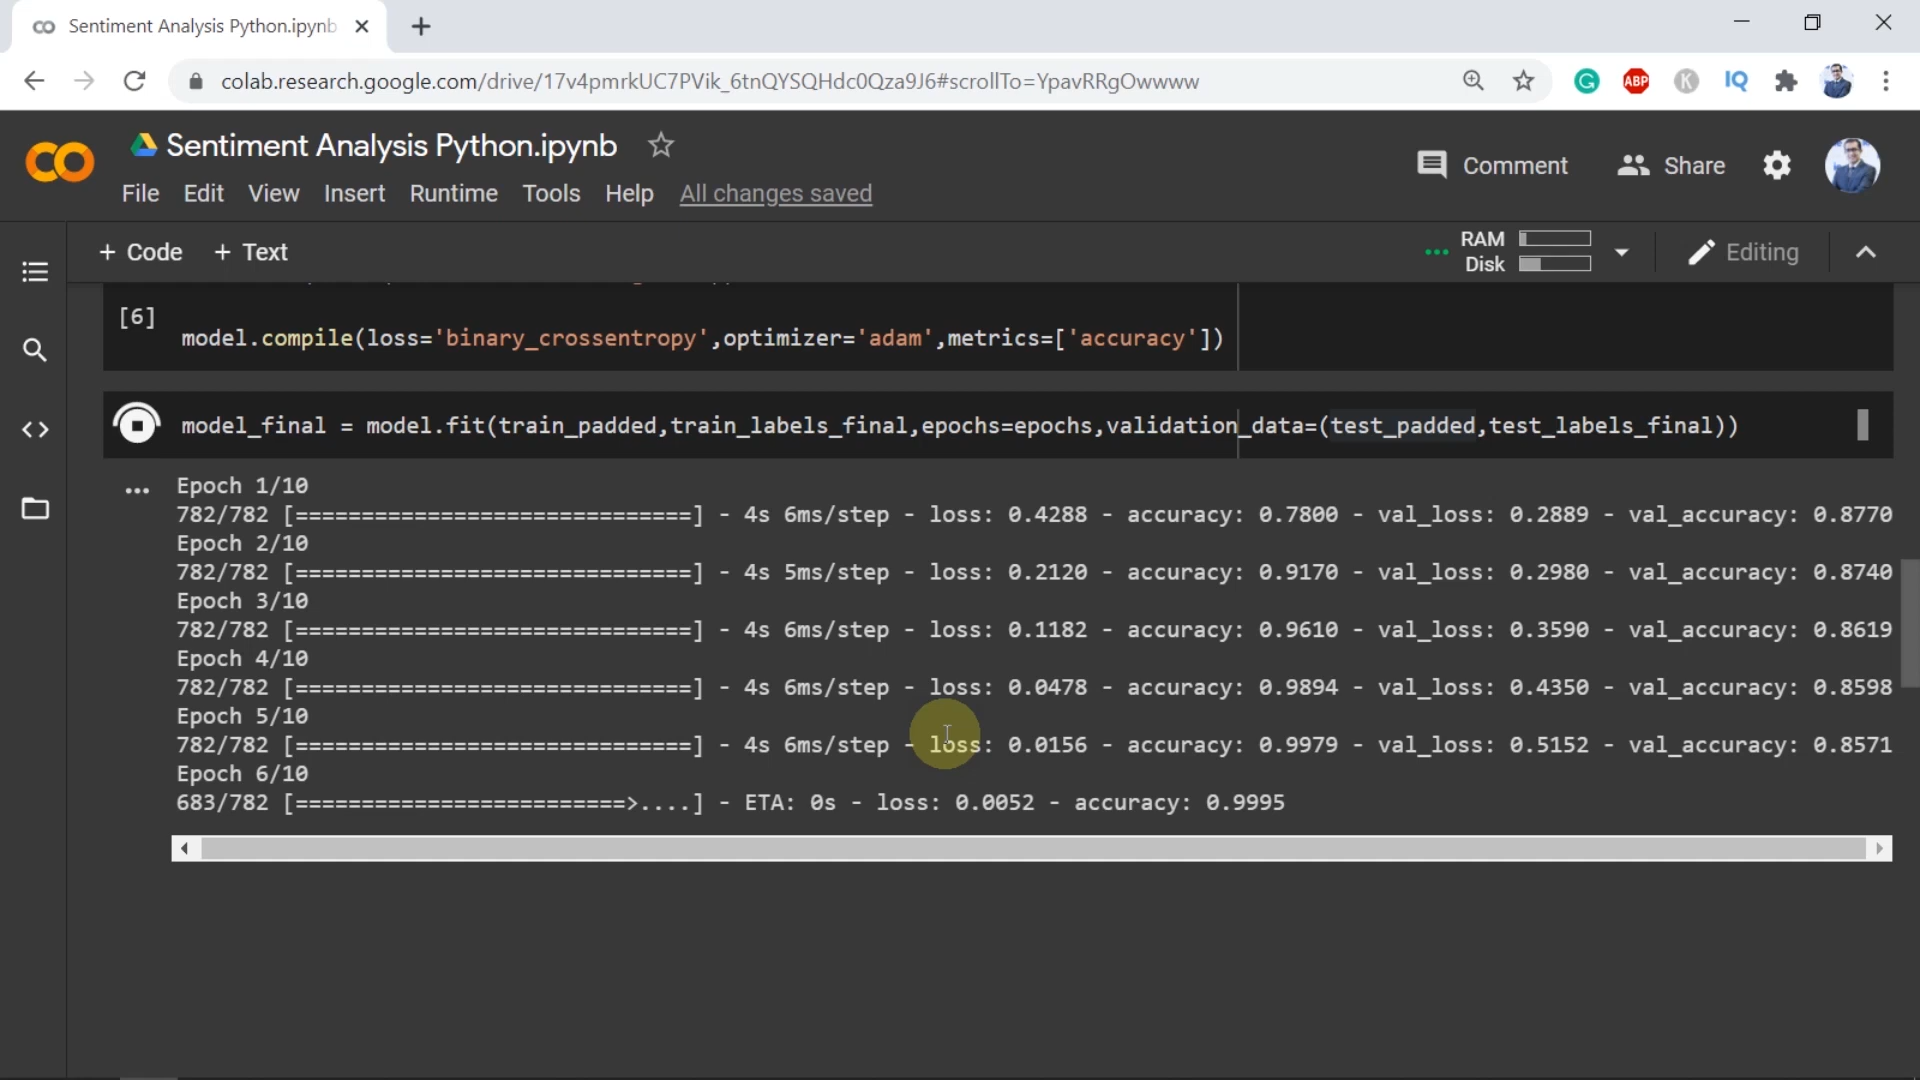 Sentiment Analysis Python.ipynb
colab.research.google.com/drive/17v4pmrkUC7PVik_6tnQYSQHdc0Qza9J6#scrollTo=YpavRRgOwwww
ABP
K
IQ
Sentiment Analysis Python.ipynb
Comment
Share
File Edit View Insert Runtime Tools Help All changes saved
+ Code + Text
RAM
Disk
Editing
[6]
model.compile(loss='binary_crossentropy',optimizer='adam',metrics=['accuracy'])
model_final = model.fit(train_padded,train_labels_final,epochs=epochs,validation_data=(test_padded,test_labels_final))
Epoch 1/10
782/782 [==============================] - 4s 6ms/step - loss: 0.4288 - accuracy: 0.7800 - val_loss: 0.2889 - val_accuracy: 0.8770
Epoch 2/10
782/782 [==============================] - 4s 5ms/step - loss: 0.2120 - accuracy: 0.9170 - val_loss: 0.2980 - val_accuracy: 0.8740
Epoch 3/10
782/782 [==============================] - 4s 6ms/step - loss: 0.1182 - accuracy: 0.9610 - val_loss: 0.3590 - val_accuracy: 0.8619
Epoch 4/10
782/782 [==============================] - 4s 6ms/step - loss: 0.0478 - accuracy: 0.9894 - val_loss: 0.4350 - val_accuracy: 0.8598
Epoch 5/10
782/782 [==============================] - 4s 6ms/step - loss: 0.0156 - accuracy: 0.9979 - val_loss: 0.5152 - val_accuracy: 0.8571
Epoch 6/10
683/782 [=========================>....] - ETA: 0s - loss: 0.0052 - accuracy: 0.9995